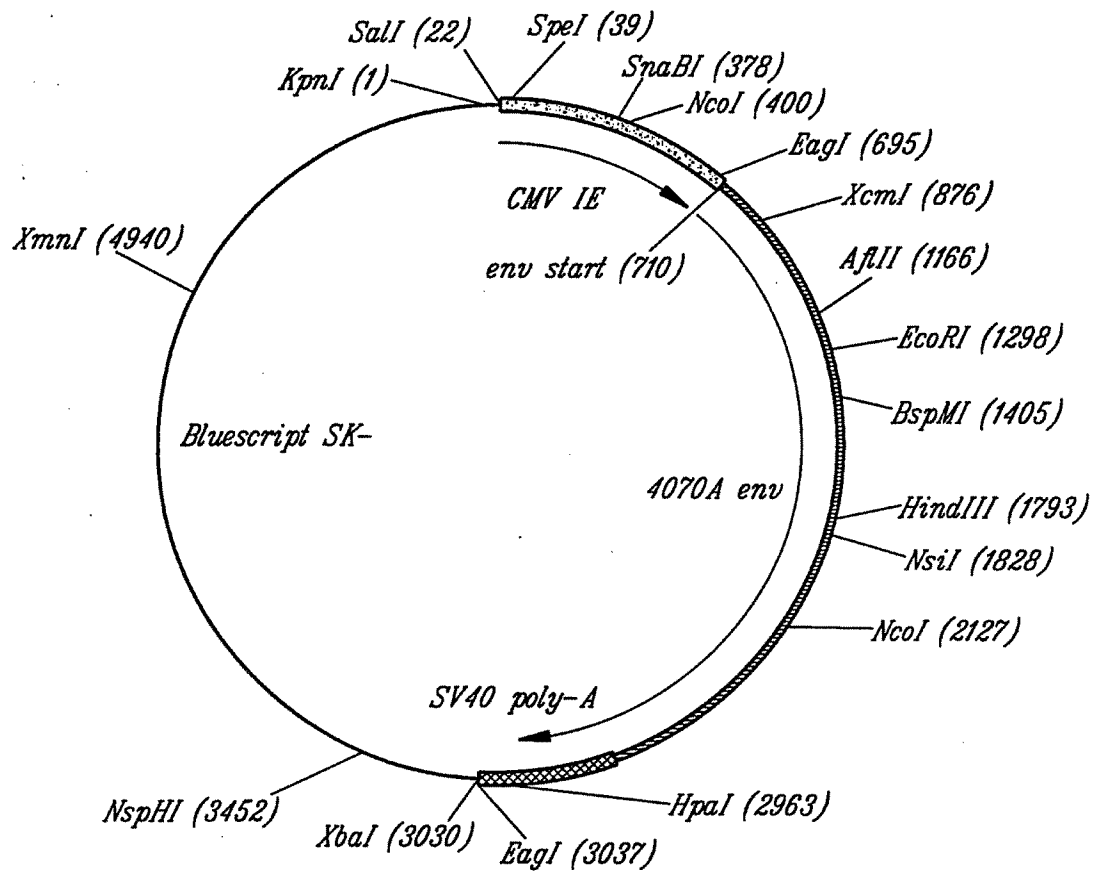 SalI (22)
SpeI (39)
KpnI (1)
SnaBI (378)
NcoI (400)
EagI (695)
CMV IE
XcmI (876)
XmnI (4940)
env start (710)
AflII (1166)
EcoRI (1298)
BspMI (1405)
Bluescript SK-
4070A env
HindIII (1793)
NsiI (1828)
NcoI (2127)
SV40 poly-A
NspHI (3452)
HpaI (2963)
XbaI (3030)
EagI (3037)